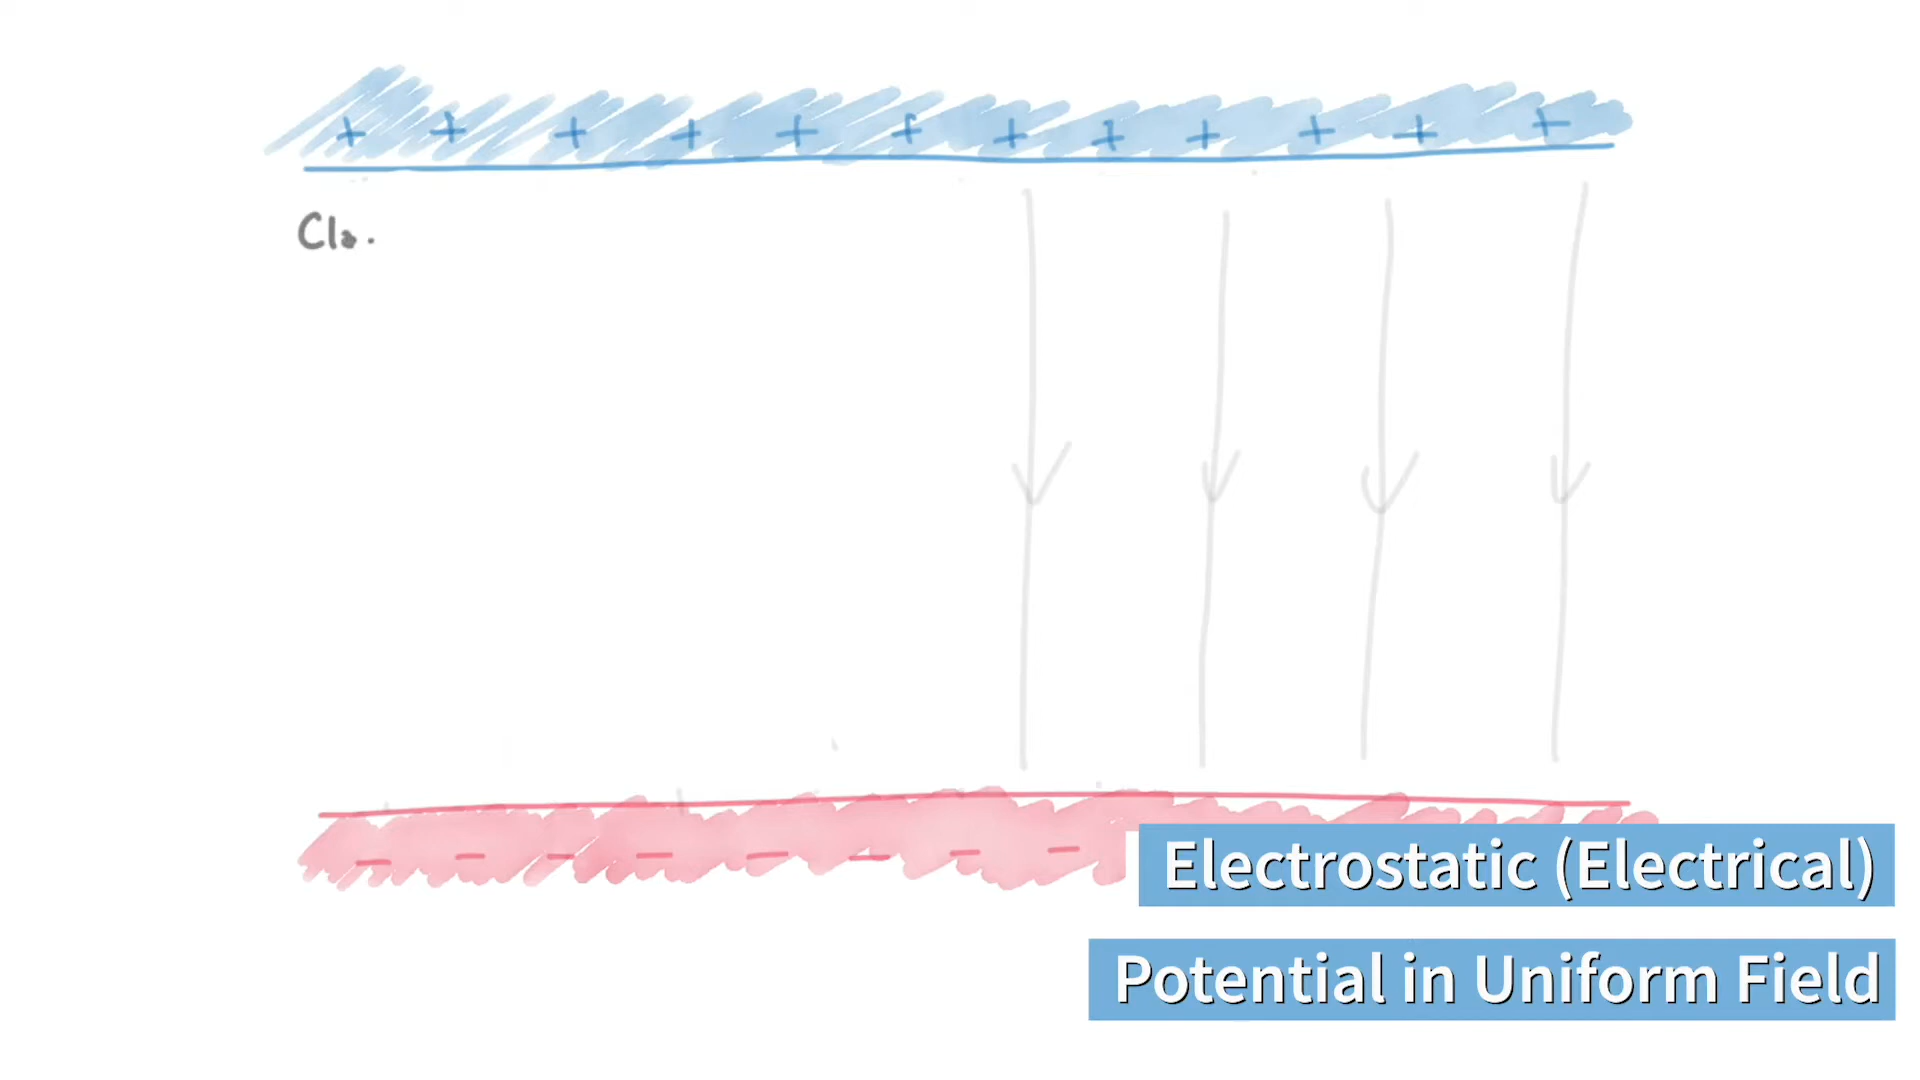 + + + + + + + + + + + +
− − − − − − − −
Electrostatic (Electrical)
Potential in Uniform Field